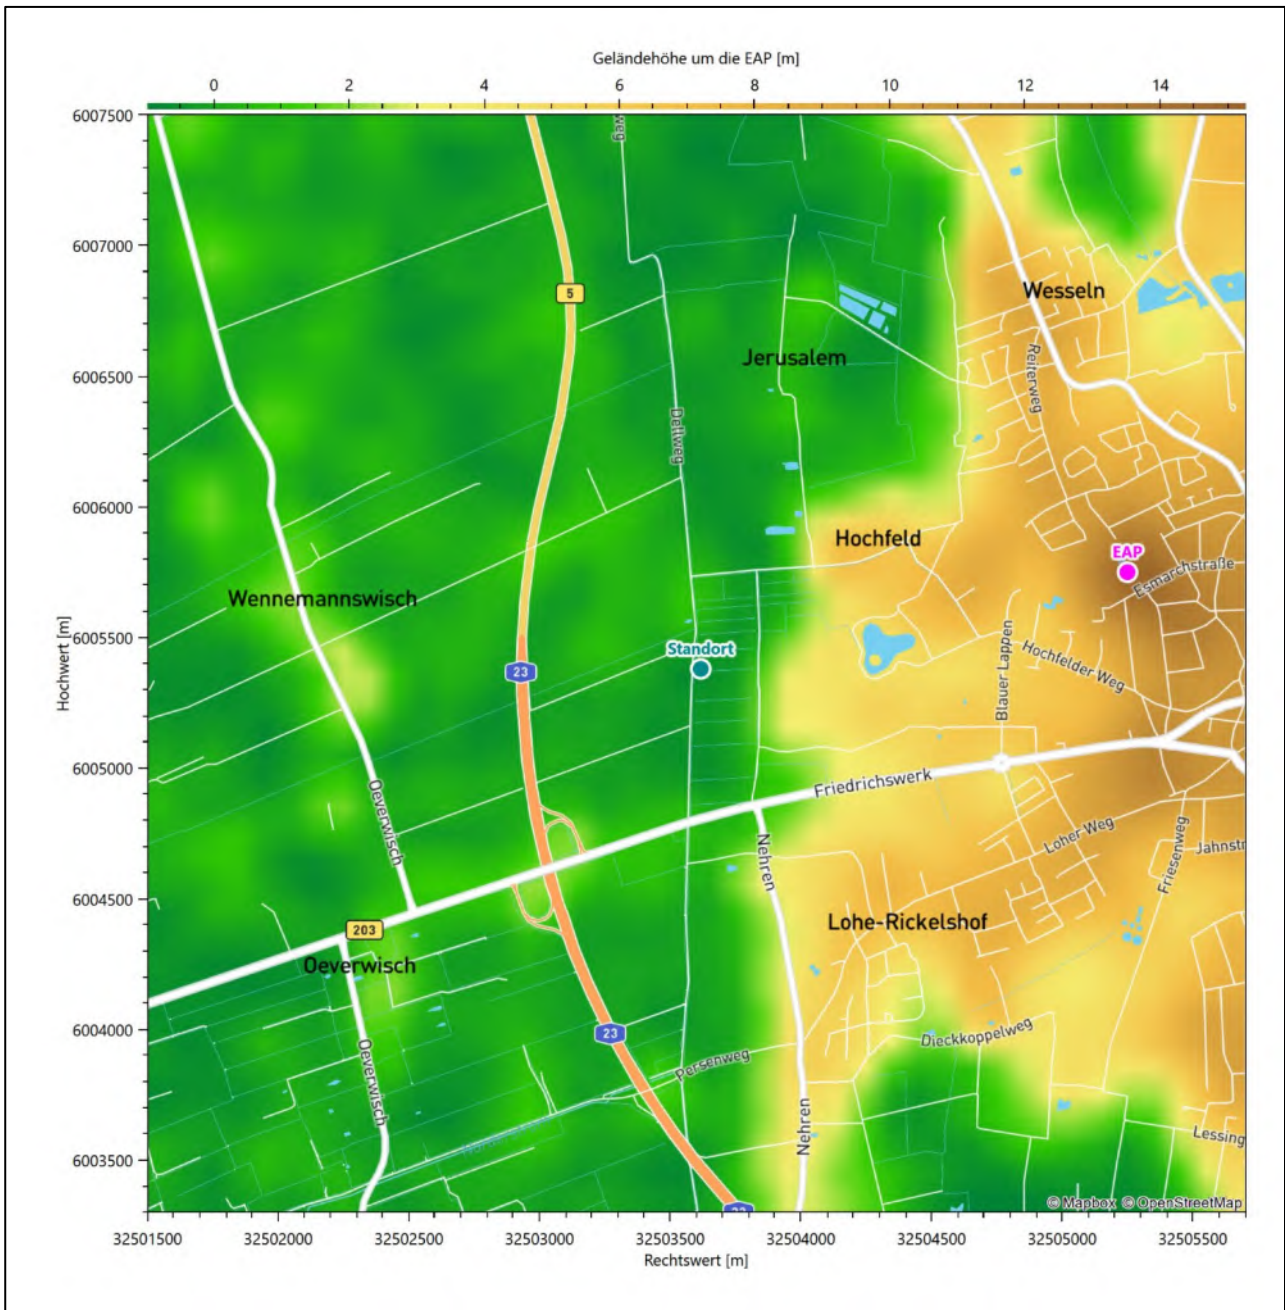 Geländehöhe um die EAP [m]
0 2 4 6 8 10 12 14
6007500
6007000
6006500
6006000
6005500
6005000
6004500
6004000
6003500
Hochwert [m]
weg
5
Wesseln
Jerusalem
Reiterweg
Dellweg
Hochfeld
EAP
Esmarchstraße
Wennemannswisch
Standort
23
Blauer Lappen
Hochfelder Weg
Oeverwisch
Friedrichswerk
Nehren
Loher Weg
Friesenweg
Jahnstr
203
Lohe-Rickelshof
Oeverwisch
23
Dieckkoppelweg
Oeverwisch
Persenweg
Nehren
Lessing
23
© Mapbox © OpenStreetMap
32501500 32502000 32502500 32503000 32503500 32504000 32504500 32505000 32505500
Rechtswert [m]